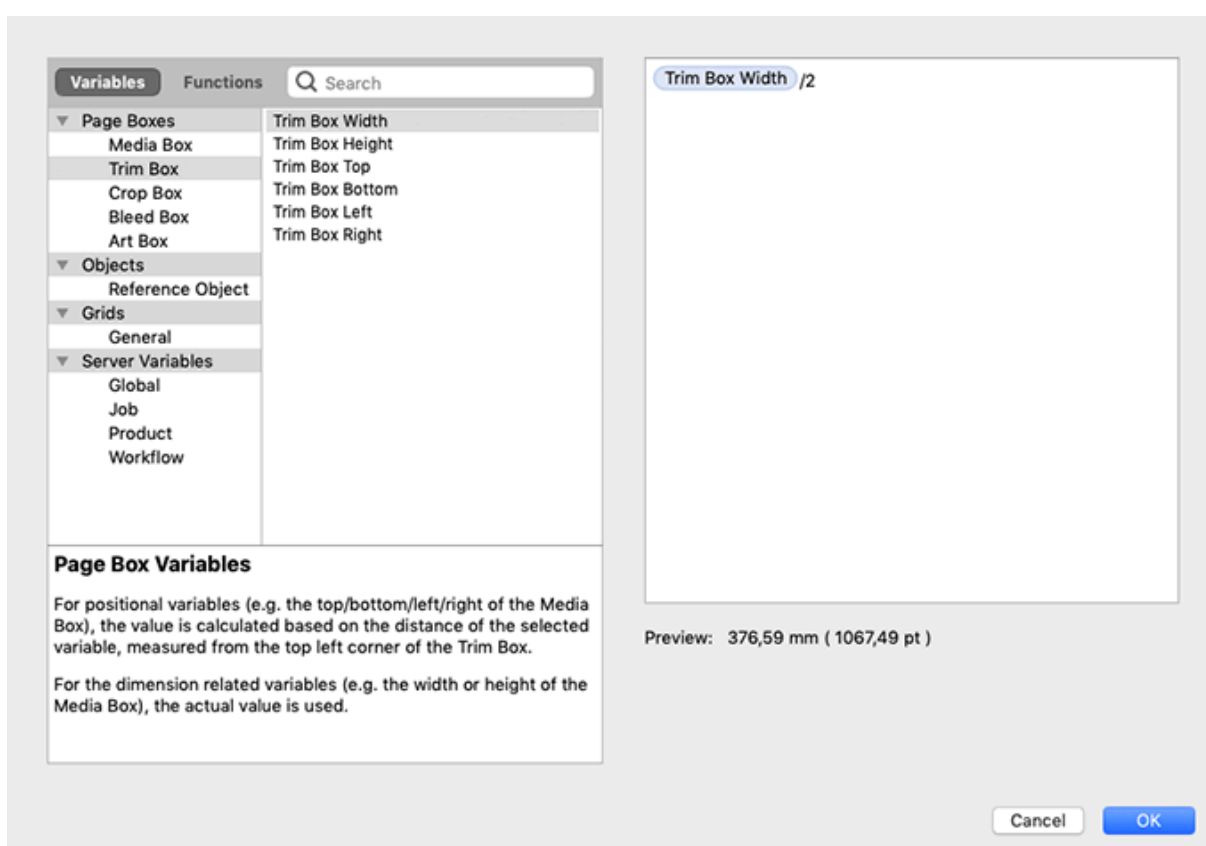 Variables Functions Search
Page Boxes
Media Box
Trim Box
Crop Box
Bleed Box
Art Box
Objects
Reference Object
Grids
General
Server Variables
Global
Job
Product
Workflow
Trim Box Width
Trim Box Height
Trim Box Top
Trim Box Bottom
Trim Box Left
Trim Box Right
Page Box Variables
For positional variables (e.g. the top/bottom/left/right of the Media
Box), the value is calculated based on the distance of the selected
variable, measured from the top left corner of the Trim Box.
For the dimension related variables (e.g. the width or height of the
Media Box), the actual value is used.
Trim Box Width /2
Preview: 376,59 mm ( 1067,49 pt )
Cancel OK